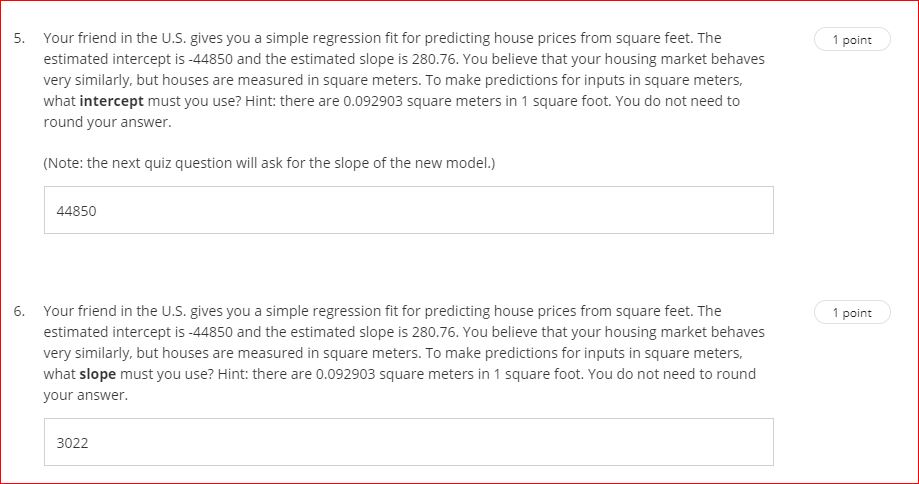 5. Your friend in the U.S. gives you a simple regression fit for predicting house prices from square feet. The 1 point
estimated intercept is -44850 and the estimated slope is 280.76. You believe that your housing market behaves
very similarly, but houses are measured in square meters. To make predictions for inputs in square meters,
what intercept must you use? Hint: there are 0.092903 square meters in 1 square foot. You do not need to
round your answer.
(Note: the next quiz question will ask for the slope of the new model.)
44850
6. Your friend in the U.S. gives you a simple regression fit for predicting house prices from square feet. The 1 point
estimated intercept is -44850 and the estimated slope is 280.76. You believe that your housing market behaves
very similarly, but houses are measured in square meters. To make predictions for inputs in square meters,
what slope must you use? Hint: there are 0.092903 square meters in 1 square foot. You do not need to round
your answer.
3022